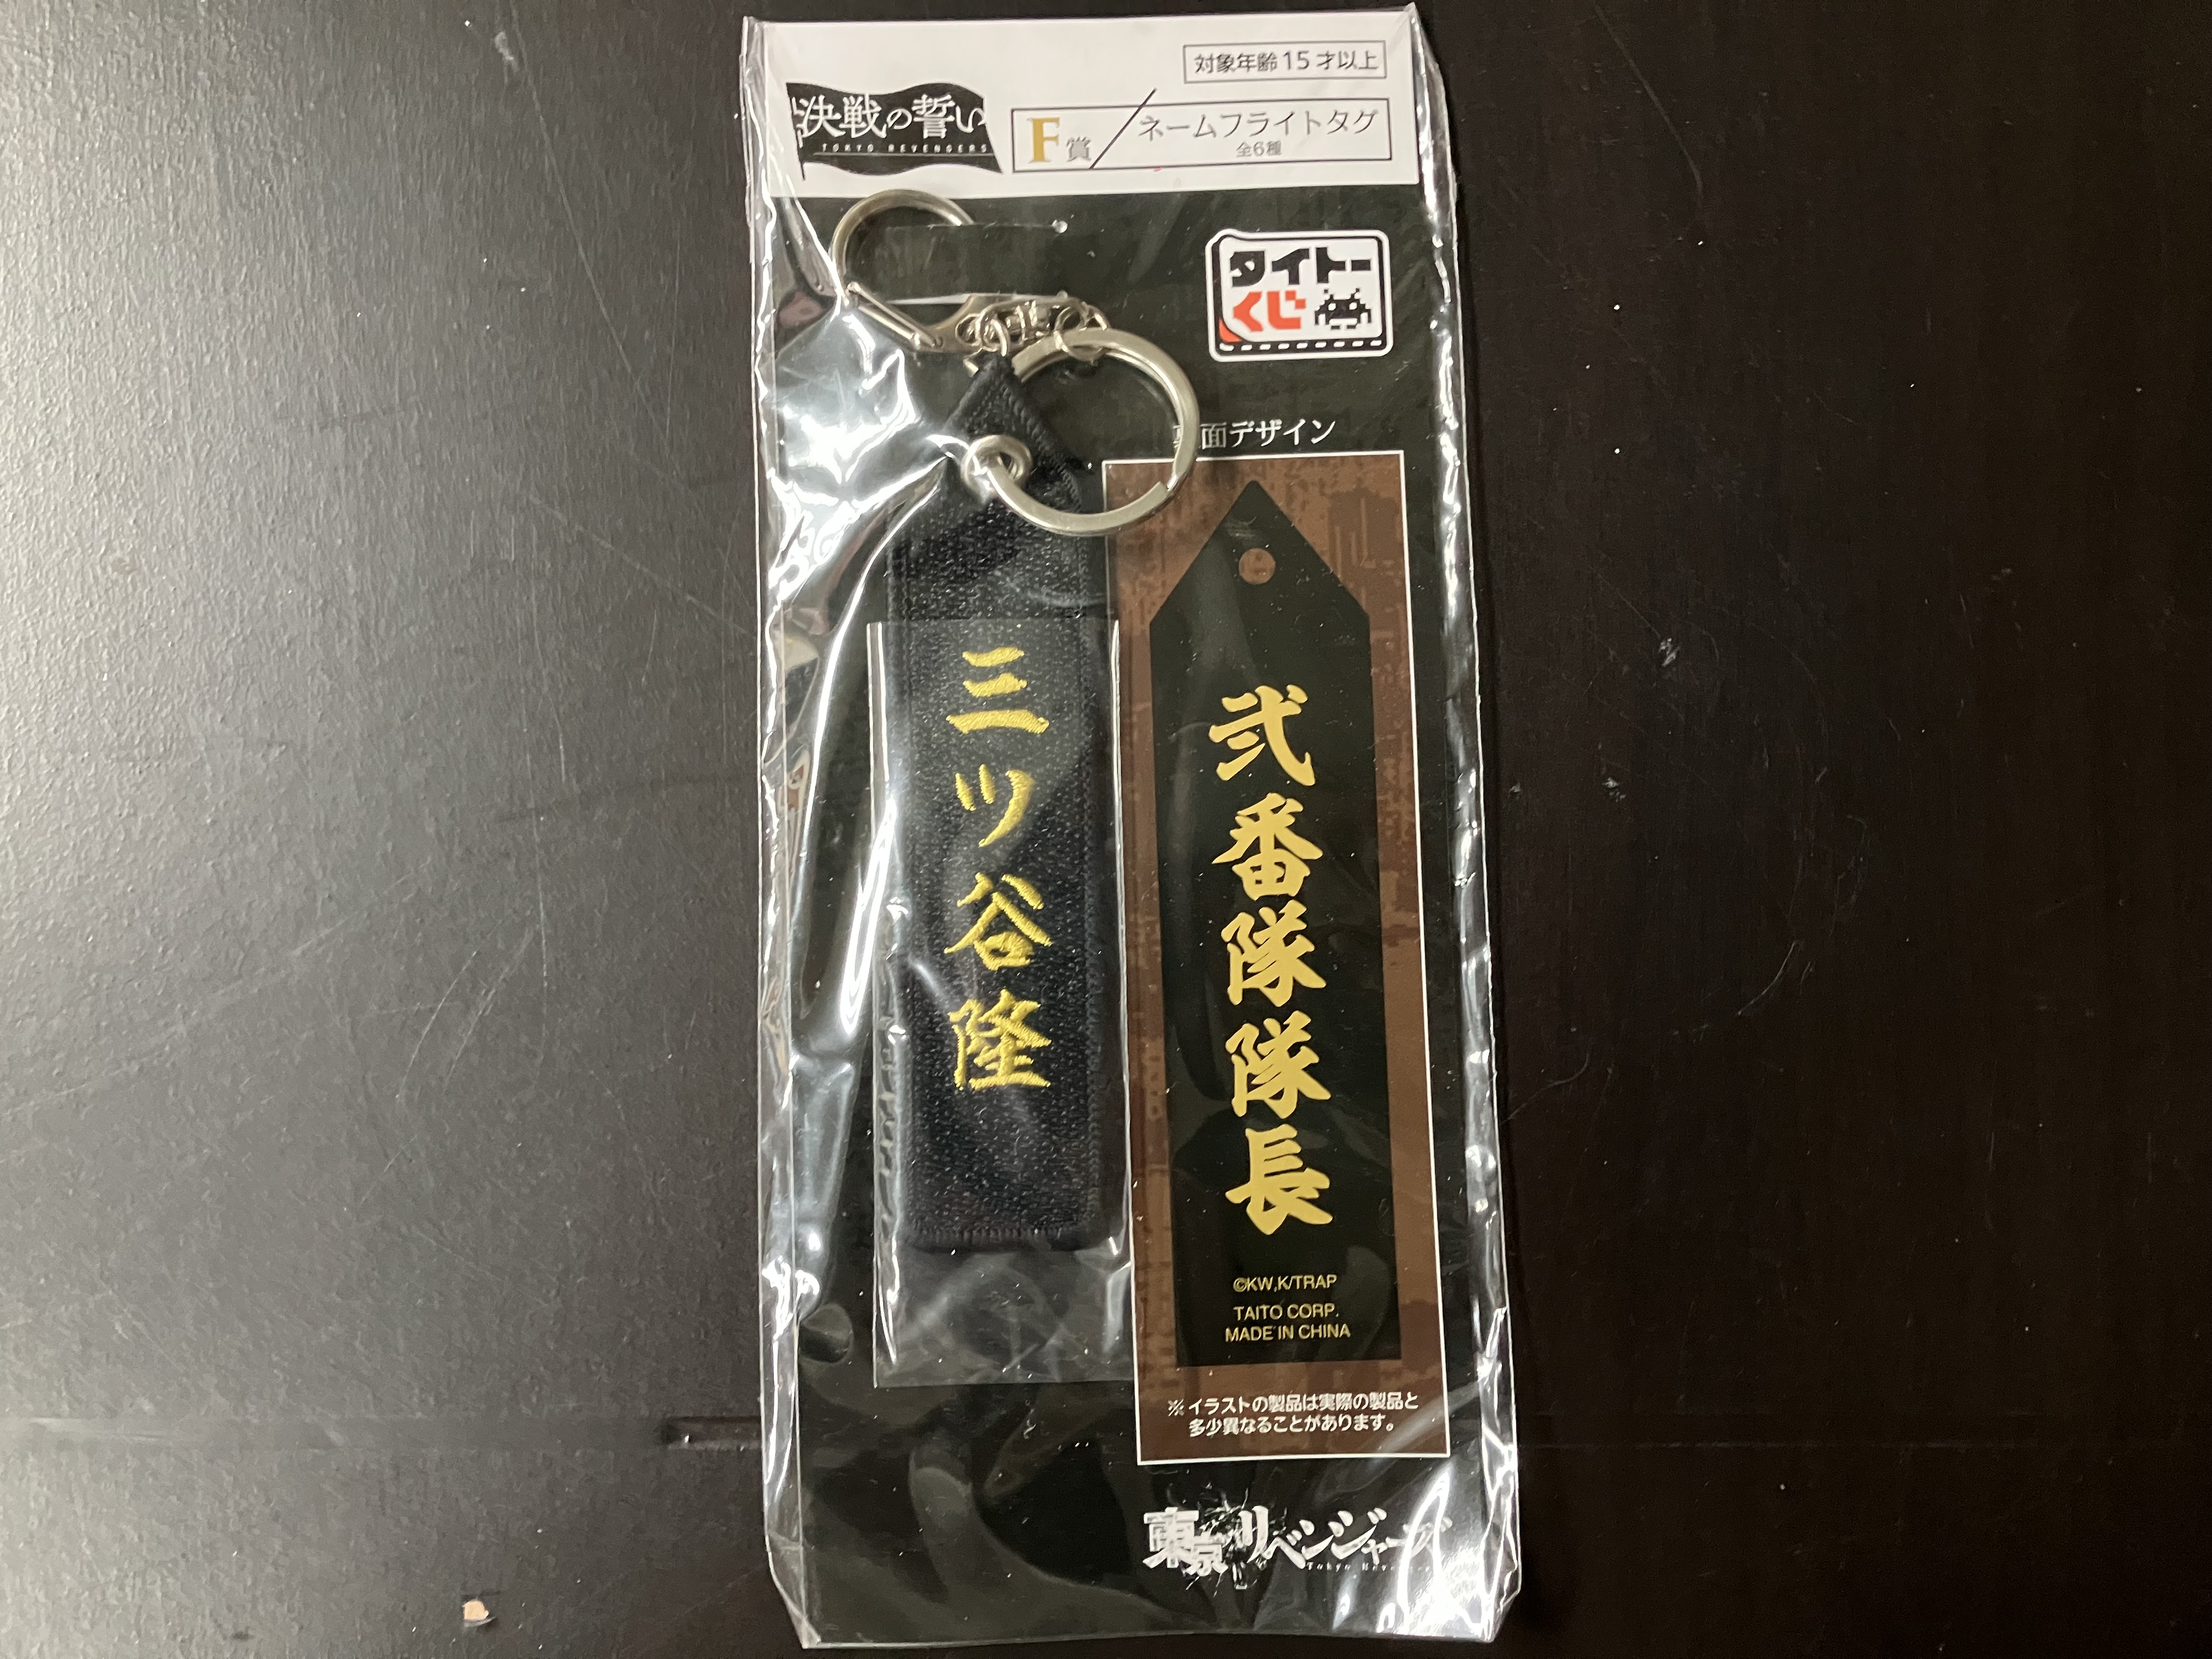 対象年齢15才以上
決戦の誓い
TOKYO REVENGERS
F賞
ネームフライトタグ
全6種
タイトー
くじ
面デザイン
三ツ谷隆
弐番隊隊長
©KW,K/TRAP
TAITO CORP.
MADE IN CHINA
※イラストの製品は実際の製品と
多少異なることがあります。
東京リベンジャーズ